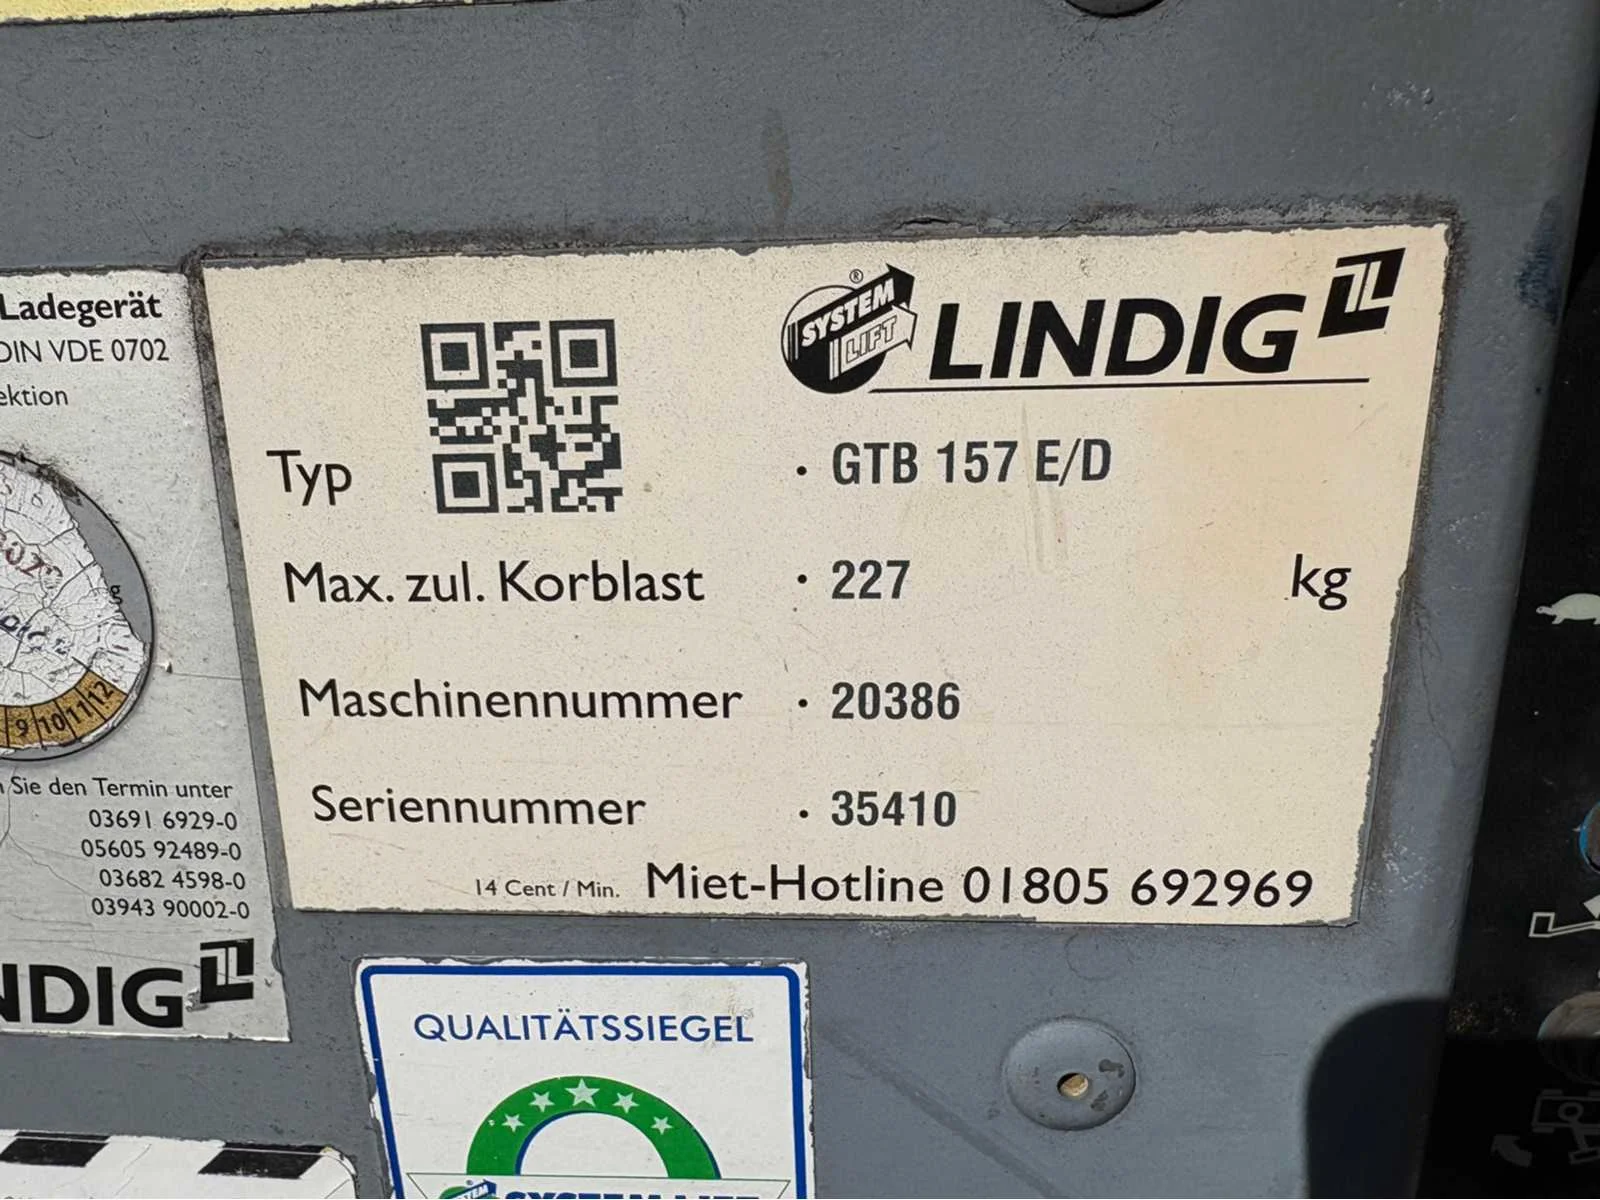 Ladegerät
DIN VDE 0702
ektion
9 10 11 12
Sie den Termin unter
03691 6929-0
05605 92489-0
03682 4598-0
03943 90002-0
NDIG
SYSTEM LIFT ®
LINDIG
Typ · GTB 157 E/D
Max. zul. Korblast · 227 kg
Maschinennummer · 20386
Seriennummer · 35410
14 Cent / Min. Miet-Hotline 01805 692969
QUALITÄTSSIEGEL
SYSTEM LIFT